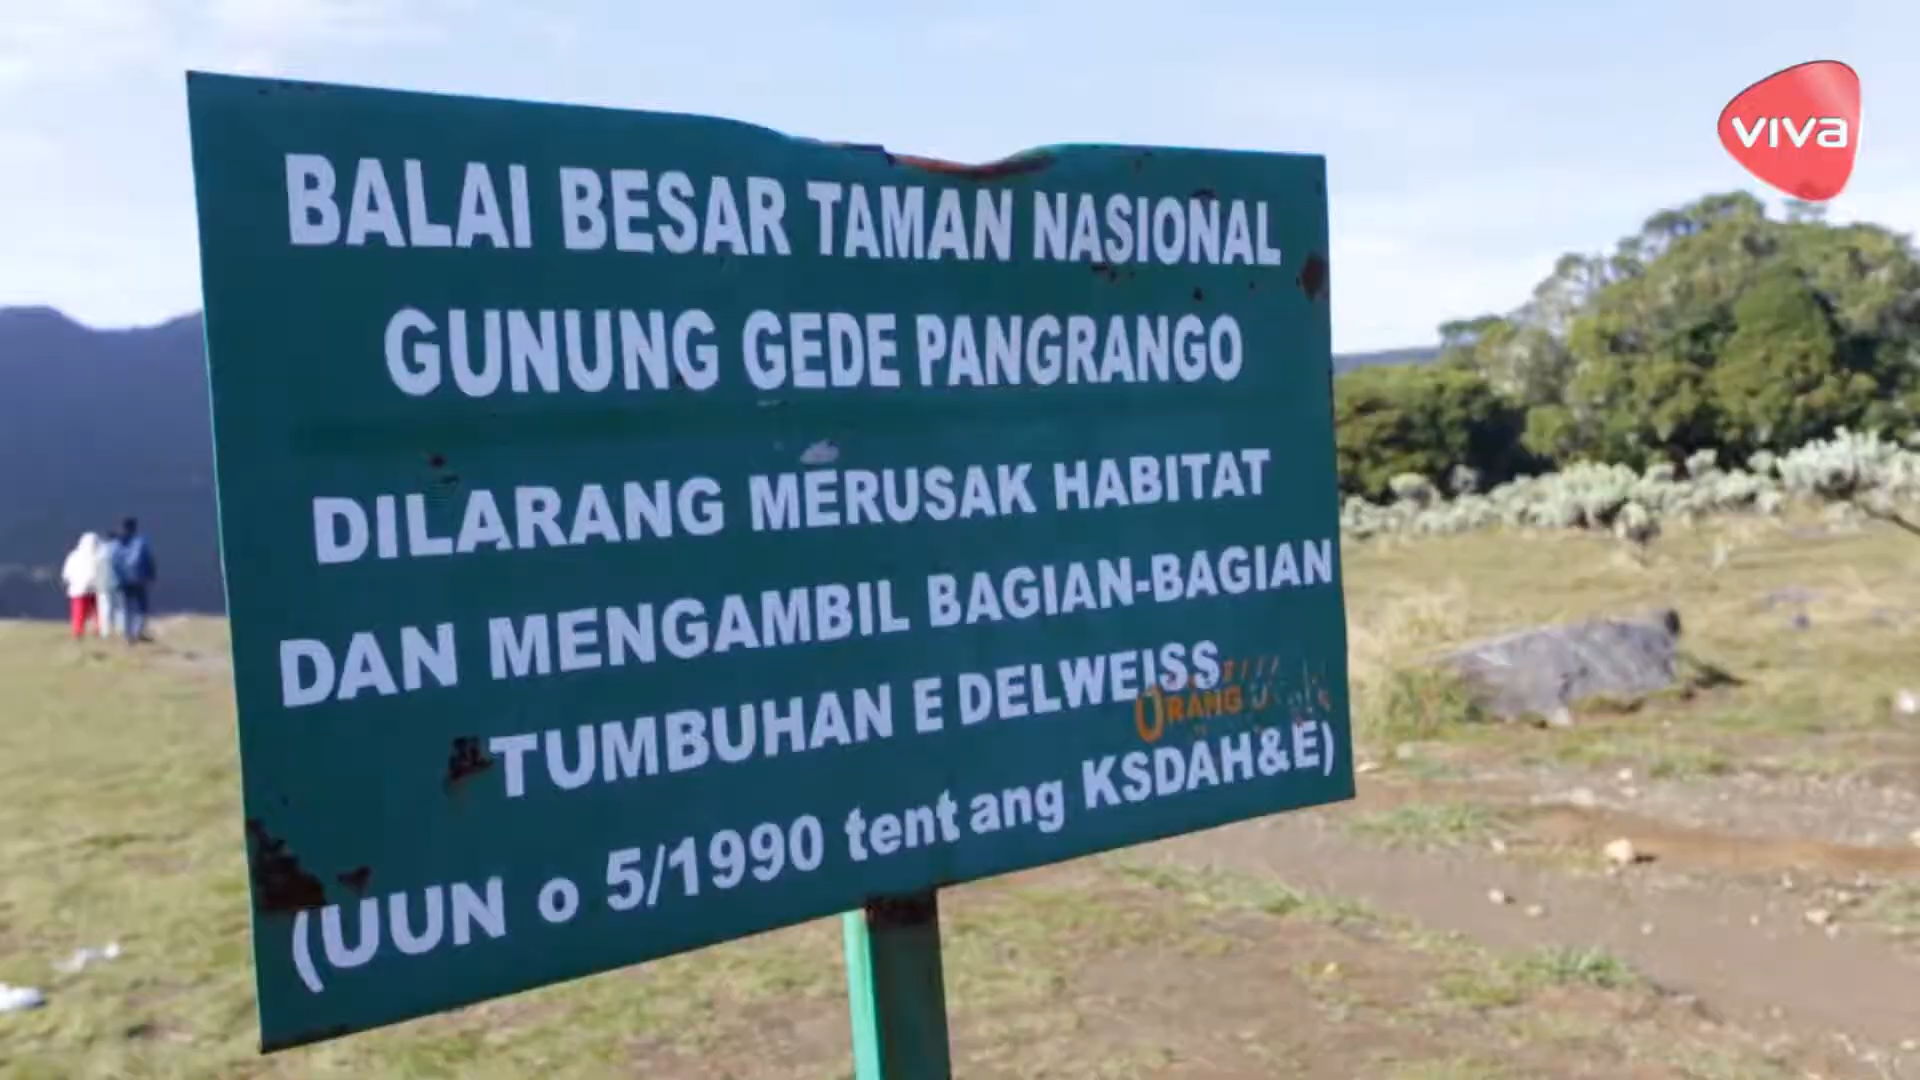 VIVA
BALAI BESAR TAMAN NASIONAL
GUNUNG GEDE PANGRANGO
DILARANG MERUSAK HABITAT
DAN MENGAMBIL BAGIAN-BAGIAN
TUMBUHAN E DELWEISS
ORANG
(UUN o 5/1990 tent ang KSDAH&E)